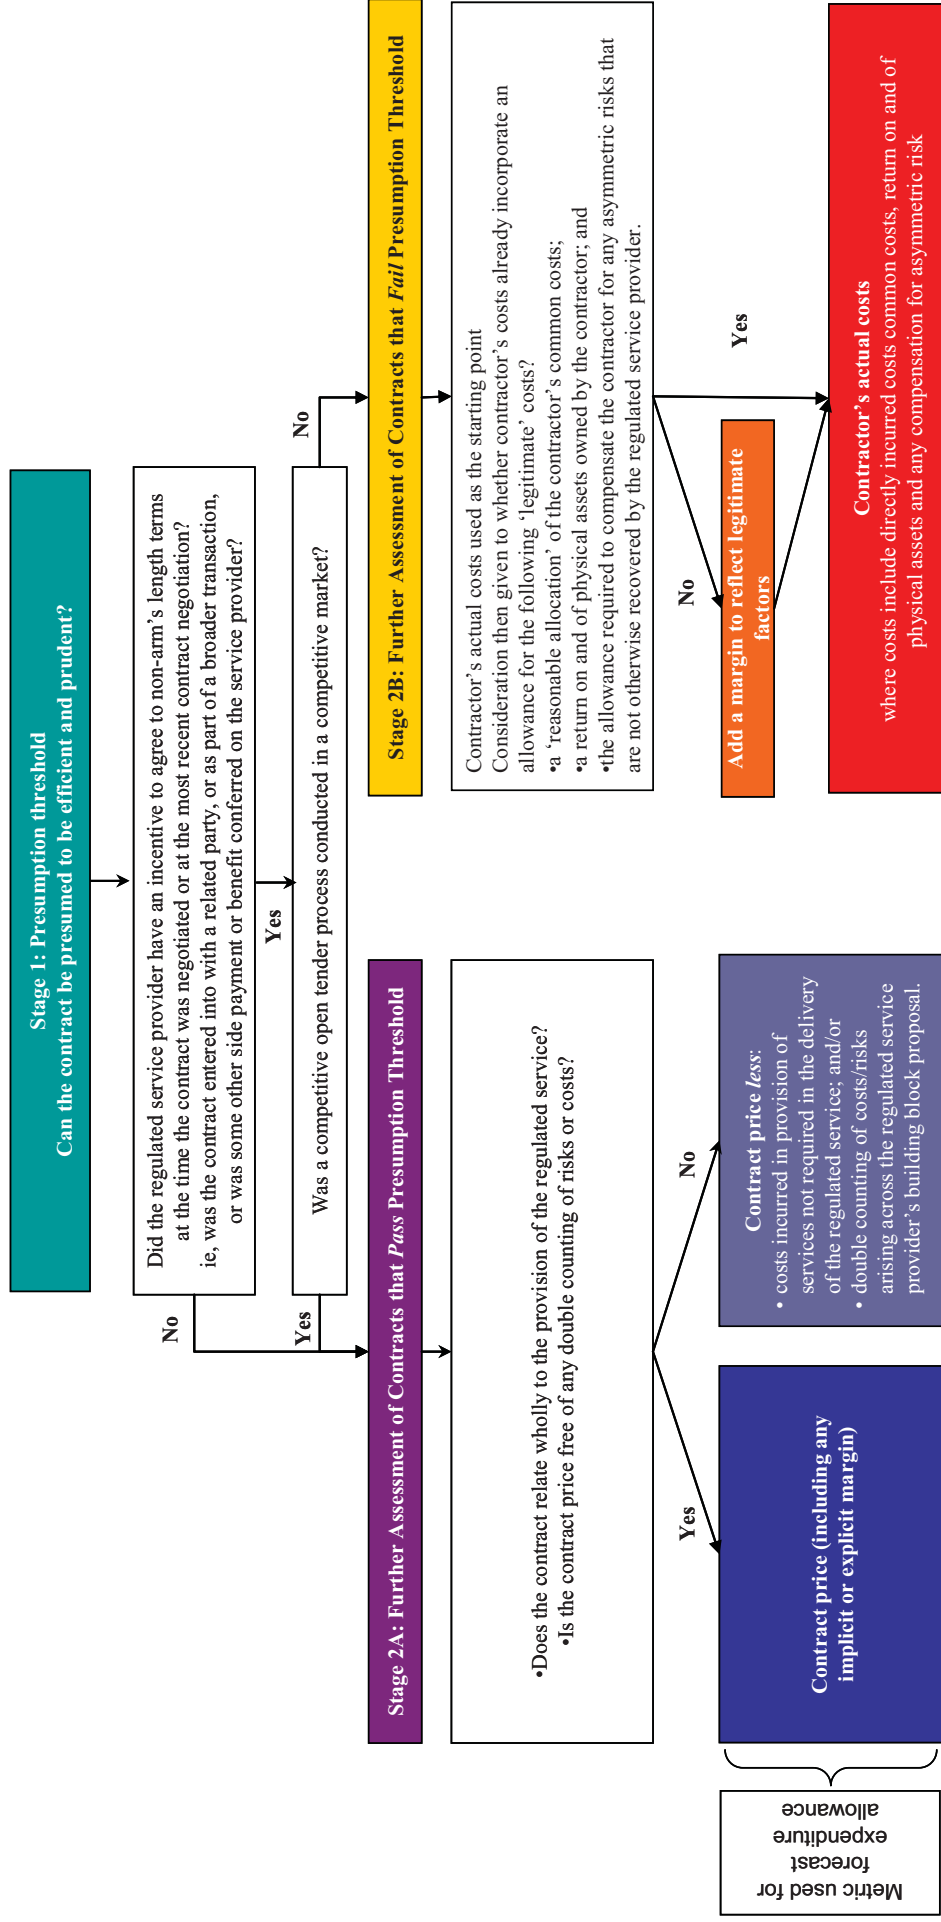 Stage 1: Presumption threshold
Can the contract be presumed to be efficient and prudent?
Did the regulated service provider have an incentive to agree to non-arm’s length terms
at the time the contract was negotiated or at the most recent contract negotiation?
ie, was the contract entered into with a related party, or as part of a broader transaction,
or was some other side payment or benefit conferred on the service provider?
No
Yes
Was a competitive open tender process conducted in a competitive market?
Yes
No
Stage 2A: Further Assessment of Contracts that Pass Presumption Threshold
•Does the contract relate wholly to the provision of the regulated service?
•Is the contract price free of any double counting of risks or costs?
Yes
No
Stage 2B: Further Assessment of Contracts that Fail Presumption Threshold
Contractor’s actual costs used as the starting point
Consideration then given to whether contractor’s costs already incorporate an
allowance for the following ‘legitimate’ costs?
•a ‘reasonable allocation’ of the contractor’s common costs;
•a return on and of physical assets owned by the contractor; and
•the allowance required to compensate the contractor for any asymmetric risks that
are not otherwise recovered by the regulated service provider.
No
Yes
Add a margin to reflect legitimate
factors
Metric used for
forecast
expenditure
allowance
Contract price (including any
implicit or explicit margin)
Contract price less:
• costs incurred in provision of
services not required in the delivery
of the regulated service; and/or
• double counting of costs/risks
arising across the regulated service
provider’s building block proposal.
Contractor’s actual costs
where costs include directly incurred costs common costs, return on and of
physical assets and any compensation for asymmetric risk